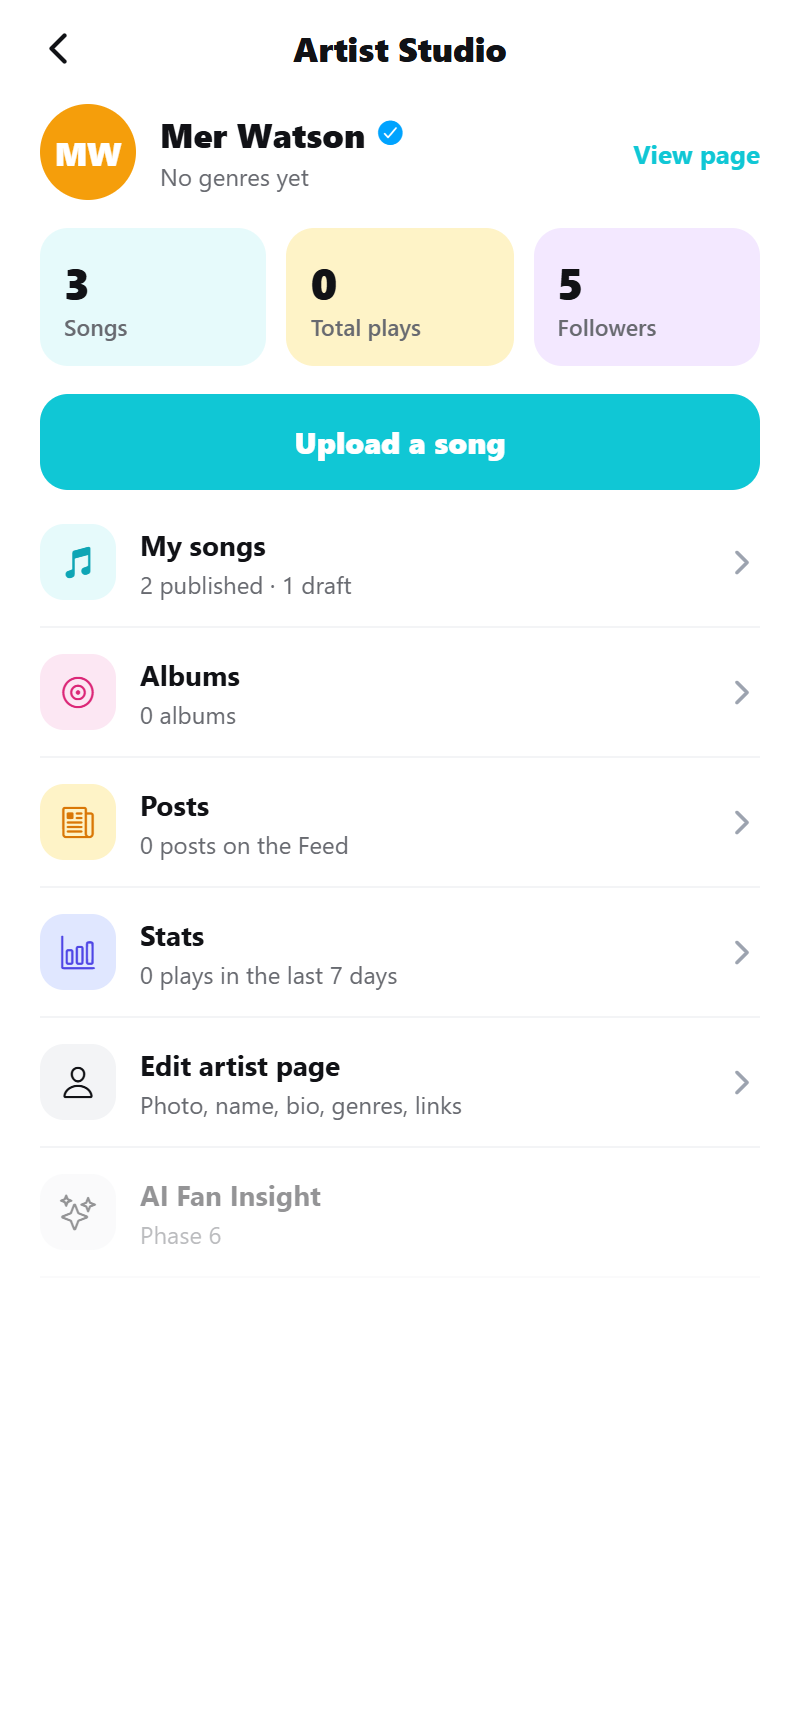 Artist Studio
MW
Mer Watson
No genres yet
View page
3
Songs
0
Total plays
5
Followers
Upload a song
My songs
2 published · 1 draft
Albums
0 albums
Posts
0 posts on the Feed
Stats
0 plays in the last 7 days
Edit artist page
Photo, name, bio, genres, links
AI Fan Insight
Phase 6